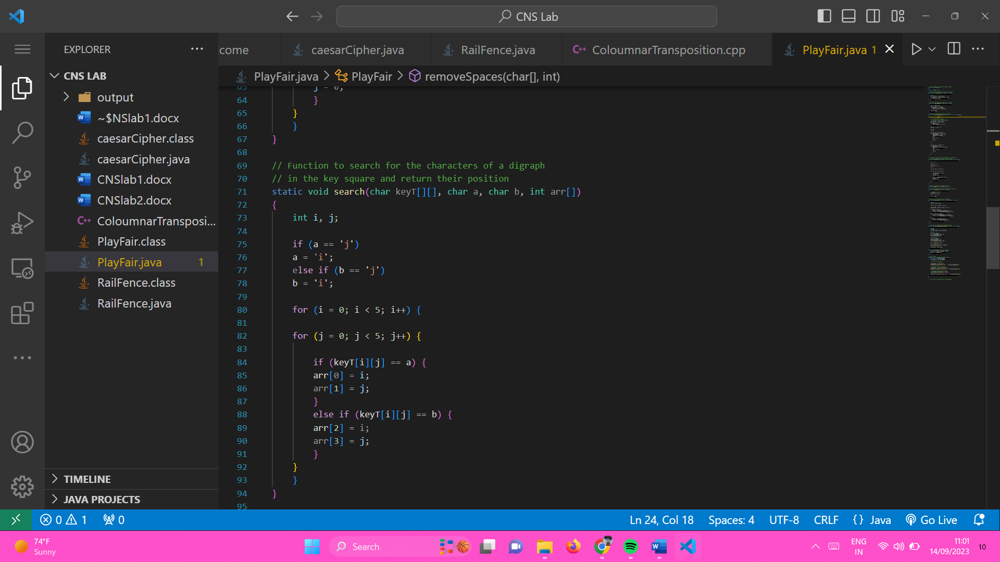 CNS Lab
EXPLORER
come
caesarCipher.java
RailFence.java
C++ ColoumnarTransposition.cpp
PlayFair.java 1
CNS LAB
PlayFair.java > PlayFair > removeSpaces(char[], int)
output
~$NSlab1.docx
caesarCipher.class
caesarCipher.java
CNSlab1.docx
CNSlab2.docx
C++ ColoumnarTransposi...
PlayFair.class
PlayFair.java 1
RailFence.class
RailFence.java
TIMELINE
JAVA PROJECTS
63 j = 0;
64 }
65 }
66 }
67 }
68
69 // Function to search for the characters of a digraph
70 // in the key square and return their position
71 static void search(char keyT[][], char a, char b, int arr[])
72 {
73 int i, j;
74
75 if (a == 'j')
76 a = 'i';
77 else if (b == 'j')
78 b = 'i';
79
80 for (i = 0; i < 5; i++) {
81
82 for (j = 0; j < 5; j++) {
83
84 if (keyT[i][j] == a) {
85 arr[0] = i;
86 arr[1] = j;
87 }
88 else if (keyT[i][j] == b) {
89 arr[2] = i;
90 arr[3] = j;
91 }
92 }
93 }
94 }
95
0 1 0
Ln 24, Col 18 Spaces: 4 UTF-8 CRLF {} Java Go Live
74°F
Sunny
Search
ENG
IN
11:01
14/09/2023
10